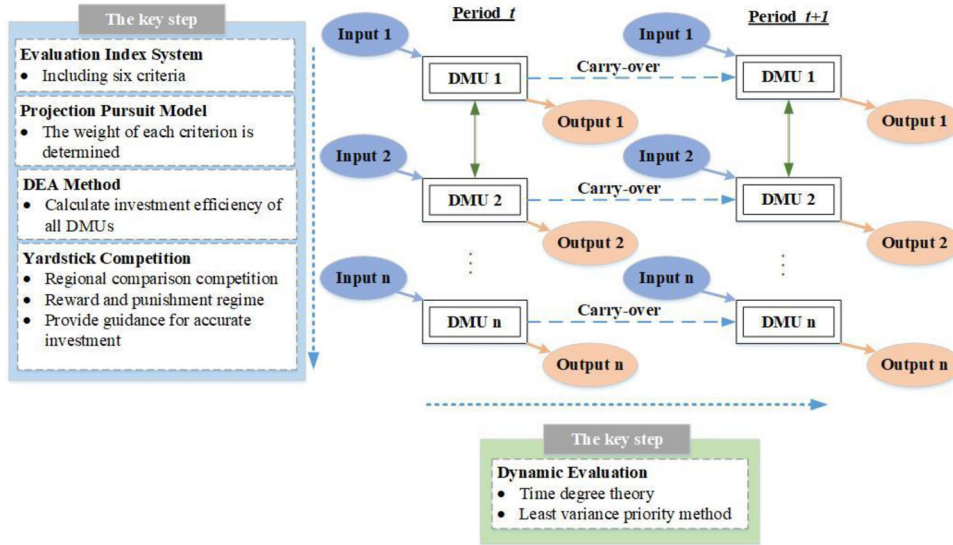 The key step
Evaluation Index System
● Including six criteria
Projection Pursuit Model
● The weight of each criterion is
determined
DEA Method
● Calculate investment efficiency of
all DMUs
Yardstick Competition
● Regional comparison competition
● Reward and punishment regime
● Provide guidance for accurate
investment
Period t
Period t+1
Input 1
Input 1
DMU 1
Carry-over
DMU 1
Output 1
Output 1
Input 2
Input 2
DMU 2
Carry-over
DMU 2
Output 2
Output 2
Input n
Input n
DMU n
Carry-over
DMU n
Output n
Output n
The key step
Dynamic Evaluation
● Time degree theory
● Least variance priority method